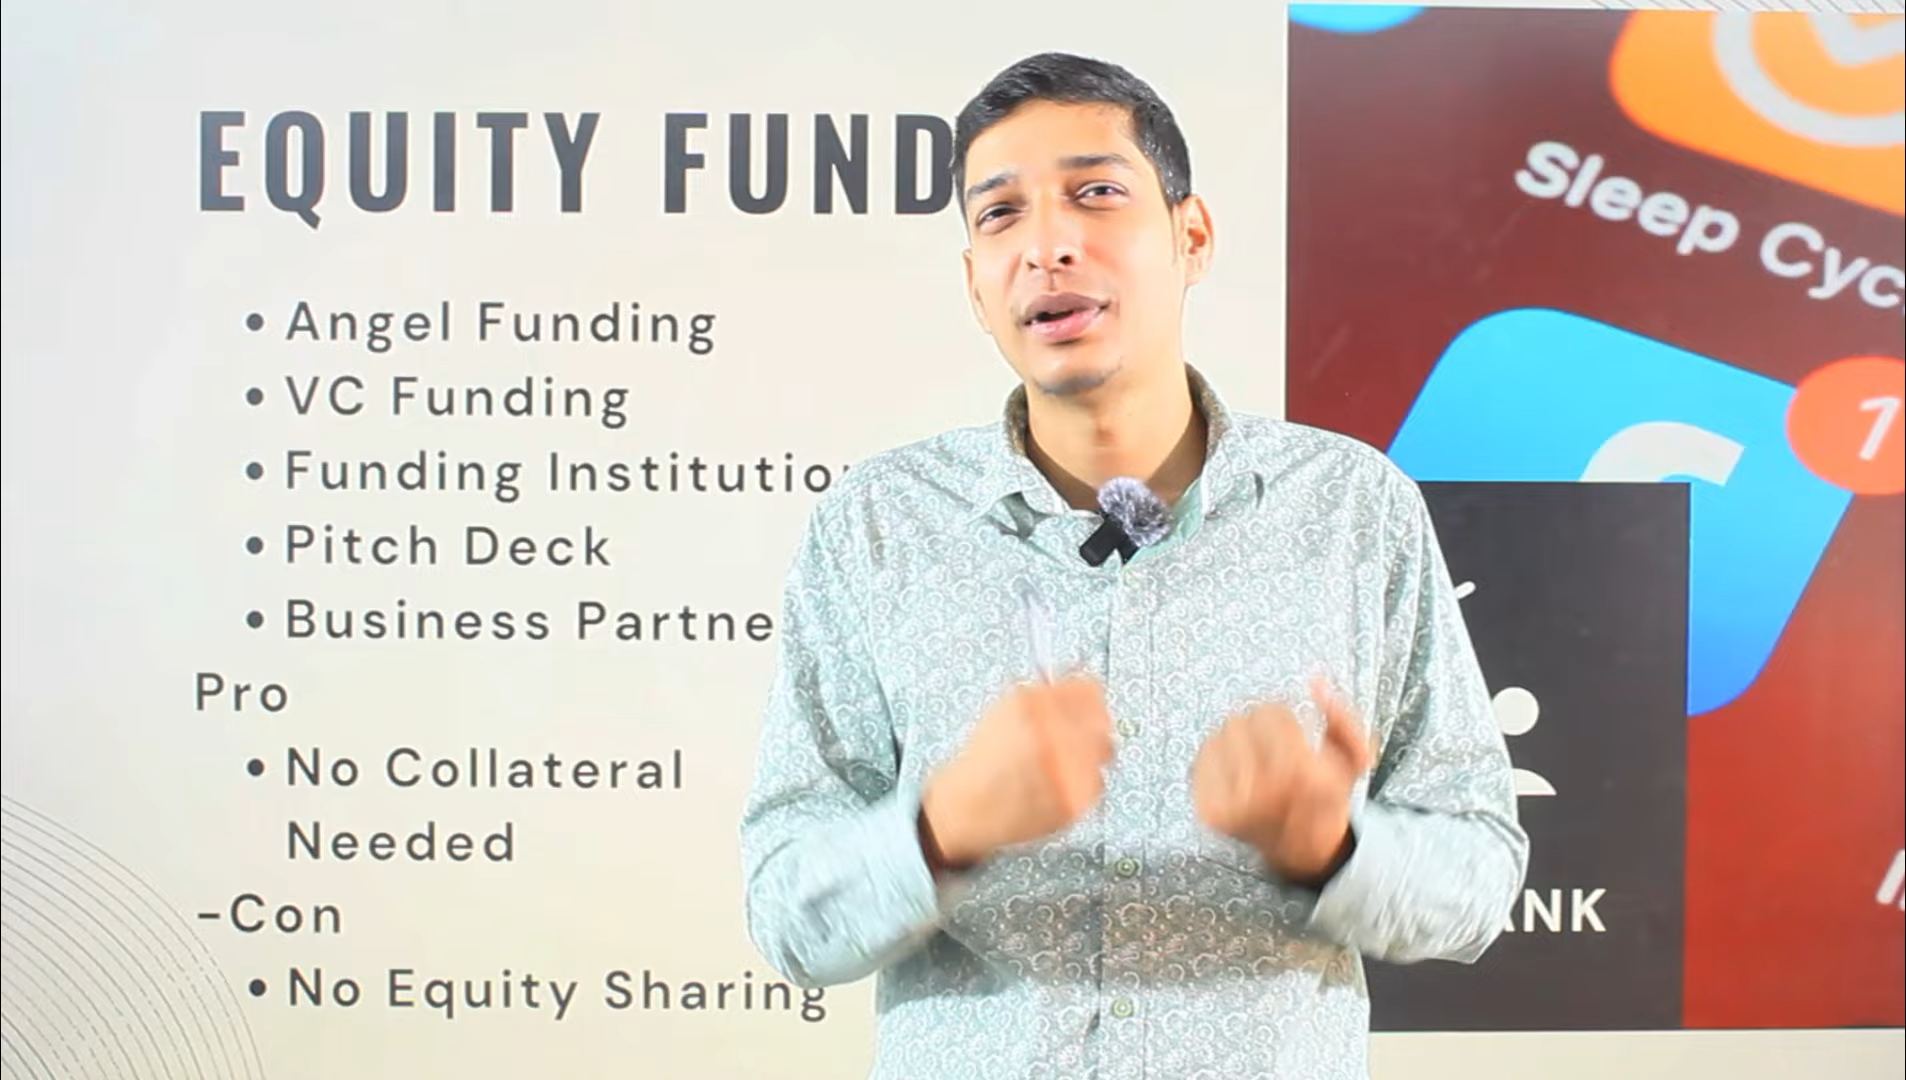 EQUITY FUND
Angel Funding
VC Funding
Funding Institutio
Pitch Deck
Business Partne
Pro
No Collateral
Needed
-Con
No Equity Sharing
Sleep Cyc
1
NK